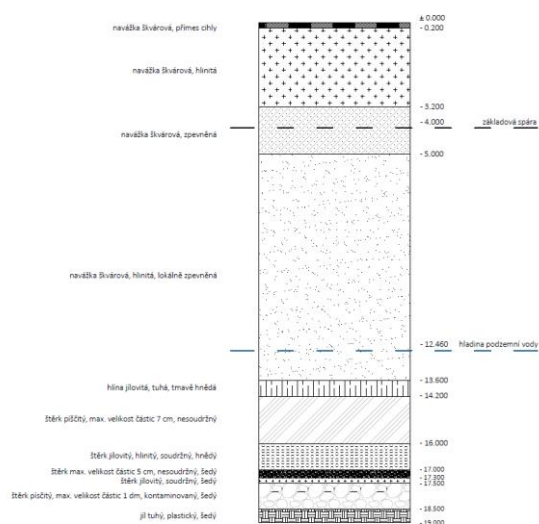 ± 0.000
navážka škvárová, přímes cihly
- 0.200
navážka škvárová, hlinitá
- 3.200
- 4.000
základová spára
navážka škvárová, zpevněná
- 5.000
navážka škvárová, hlinitá, lokálně zpevněná
- 12.460
hladina podzemní vody
- 13.600
hlína jílovitá, tuhá, tmavě hnědá
- 14.200
štěrk písčitý, max. velikost částic 7 cm, nesoudržný
- 16.000
štěrk jílovitý, hlinitý, soudržný, hnědý
- 17.000
štěrk max. velikost částic 5 cm, nesoudržný, šedý
- 17.300
štěrk jílovitý, soudržný, šedý
- 17.500
štěrk písčitý, max. velikost částic 1 dm, kontaminovaný, šedý
- 18.500
jíl tuhý, plastický, šedý
- 19.000